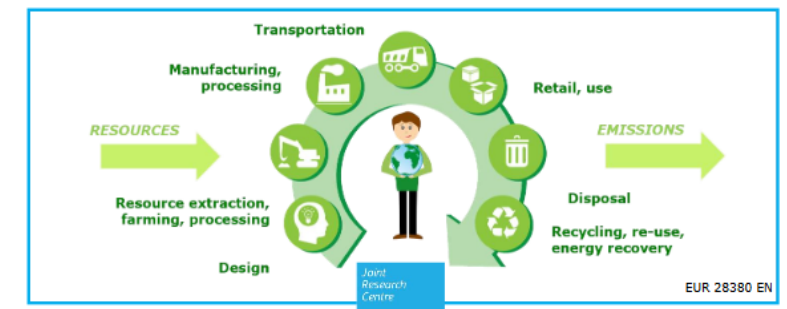 Transportation
Manufacturing,
processing
Retail, use
RESOURCES
EMISSIONS
Resource extraction,
farming, processing
Disposal
Recycling, re-use,
energy recovery
Design
Joint
Research
Centre
EUR 28380 EN